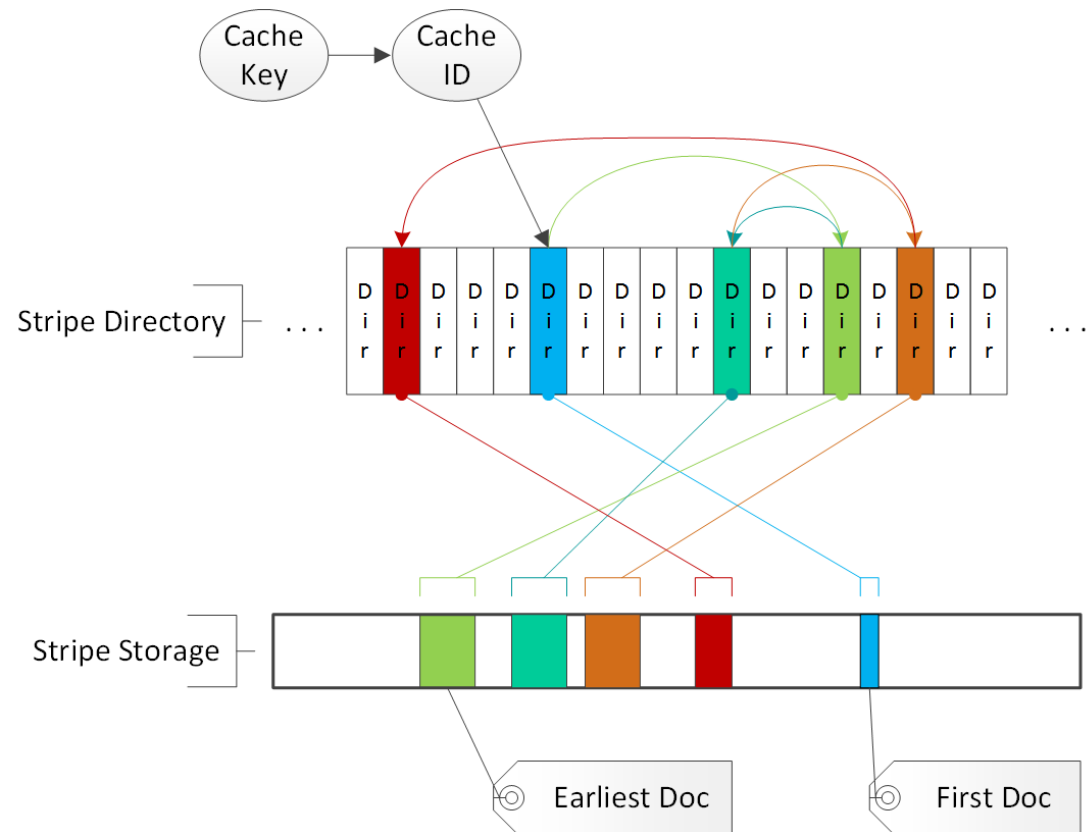 Cache
Key
Cache
ID
Stripe Directory
. . .
D D D D D D D D D D D D D D D D D D
i i i i i i i i i i i i i i i i i i
r r r r r r r r r r r r r r r r r r
. . .
Stripe Storage
Earliest Doc
First Doc